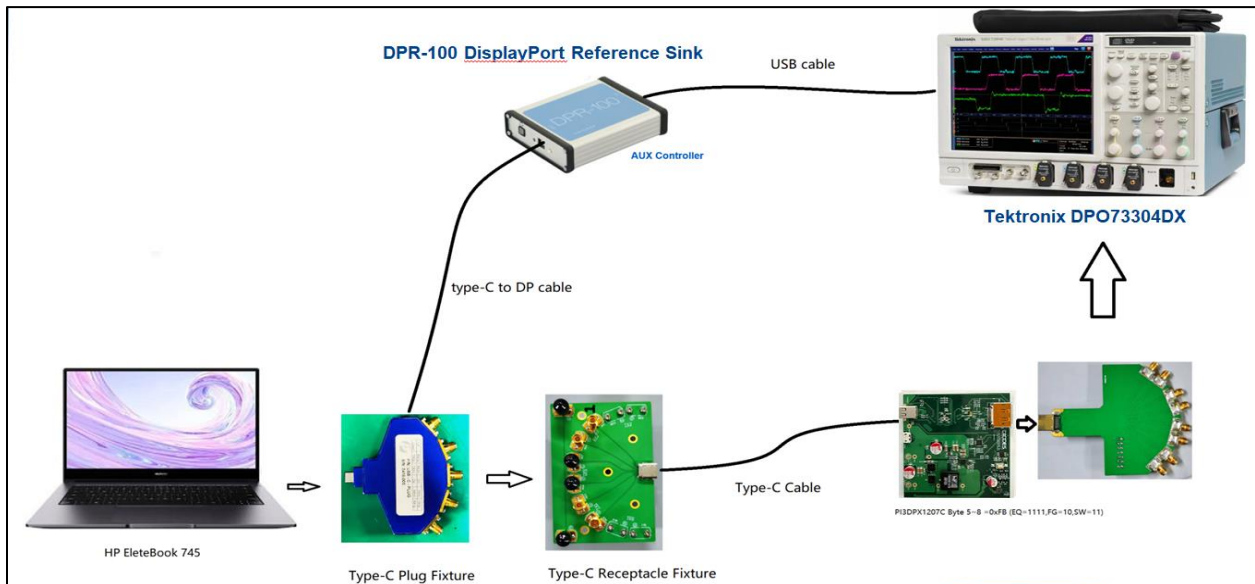 DPR-100 DisplayPort Reference Sink
USB cable
Tektronix
DPR-100
AUX Controller
Tektronix DPO73304DX
type-C to DP cable
Type-C Cable
PI3DPX1207C Byte 5~8 =0xFB (EQ=1111,FG=10,SW=11)
HP EleteBook 745
Type-C Plug Fixture
Type-C Receptacle Fixture